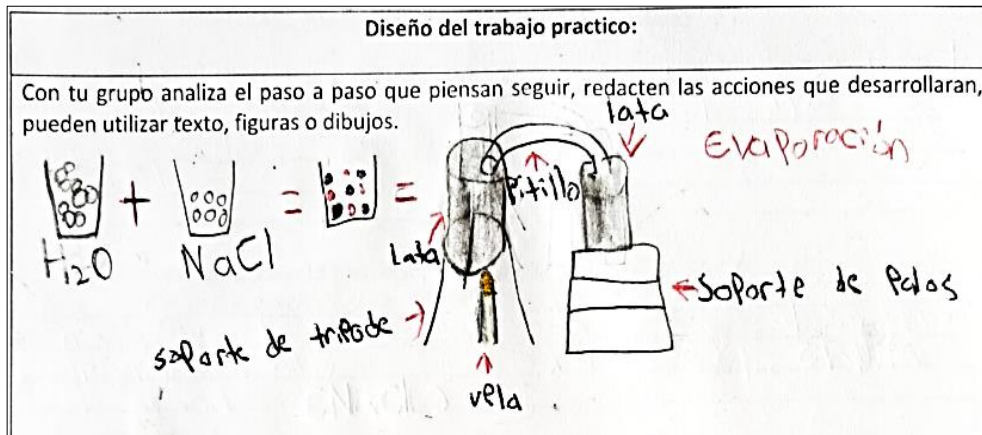 Diseño del trabajo practico:
Con tu grupo analiza el paso a paso que piensan seguir, redacten las acciones que desarrollaran,
pueden utilizar texto, figuras o dibujos.
lata
Evaporación
Pitillo
+ = =
H₂O
NaCl
Lata
soporte de palos
soporte de tripode
vela